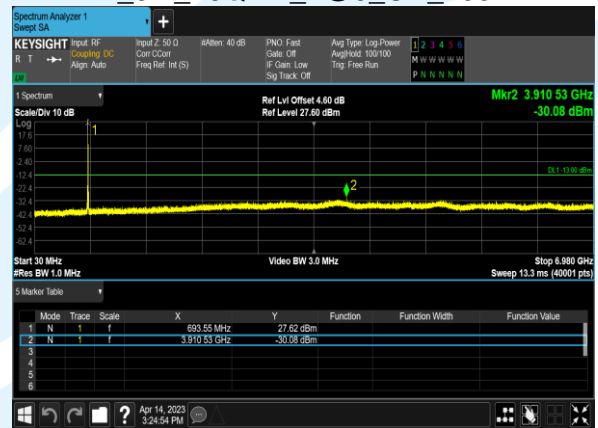 Spectrum Analyzer 1
Swept SA
+
KEYSIGHT
R T
LW
Input: RF
Coupling: DC
Align: Auto
Input Z: 50 Ω
Corr CCorr
Freq Ref: Int (S)
#Atten: 40 dB
PNO: Fast
Gate: Off
IF Gain: Low
Sig Track: Off
Avg Type: Log-Power
Avg|Hold: 100/100
Trig: Free Run
1 2 3 4 5 6
M W W W W W
P N N N N N
1 Spectrum
Scale/Div 10 dB
Ref Lvl Offset 4.60 dB
Ref Level 27.60 dBm
Mkr2 3.910 53 GHz
-30.08 dBm
Log
1
17.6
7.60
-2.40
-12.4
DL1 -13.00 dBm
-22.4
2
-32.4
-42.4
-52.4
-62.4
Start 30 MHz
#Res BW 1.0 MHz
Video BW 3.0 MHz
Stop 6.980 GHz
Sweep 13.3 ms (40001 pts)
5 Marker Table
Mode Trace Scale X Y Function Function Width Function Value
1 N 1 f 693.55 MHz 27.62 dBm
2 N 1 f 3.910 53 GHz -30.08 dBm
3
4
5
6
?
Apr 14, 2023
3:24:54 PM